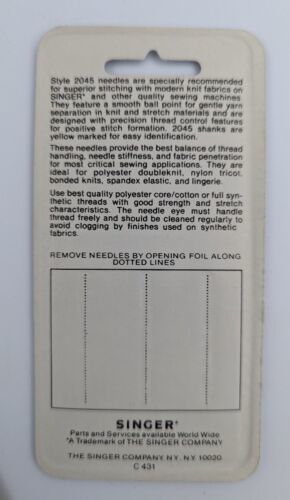 Style 2045 needles are specially recommended
for superior stitching with modern knit fabrics on
SINGER* and other quality sewing machines.
They feature a smooth ball point for gentle yarn
separation in knit and stretch materials and are
designed with precision thread control features
for positive stitch formation. 2045 shanks are
yellow marked for easy identification.
These needles provide the best balance of thread
handling, needle stiffness, and fabric penetration
for most critical sewing applications. They are
ideal for polyester doubleknit, nylon tricot,
bonded knits, spandex elastic, and lingerie.
Use best quality polyester core/cotton or full syn-
thetic threads with good strength and stretch
characteristics. The needle eye must handle
thread freely and should be cleaned regularly to
avoid clogging by finishes used on synthetic
fabrics.
REMOVE NEEDLES BY OPENING FOIL ALONG
DOTTED LINES
SINGER*
Parts and Services available World Wide
*A Trademark of THE SINGER COMPANY
THE SINGER COMPANY NY. NY 10020
C 431